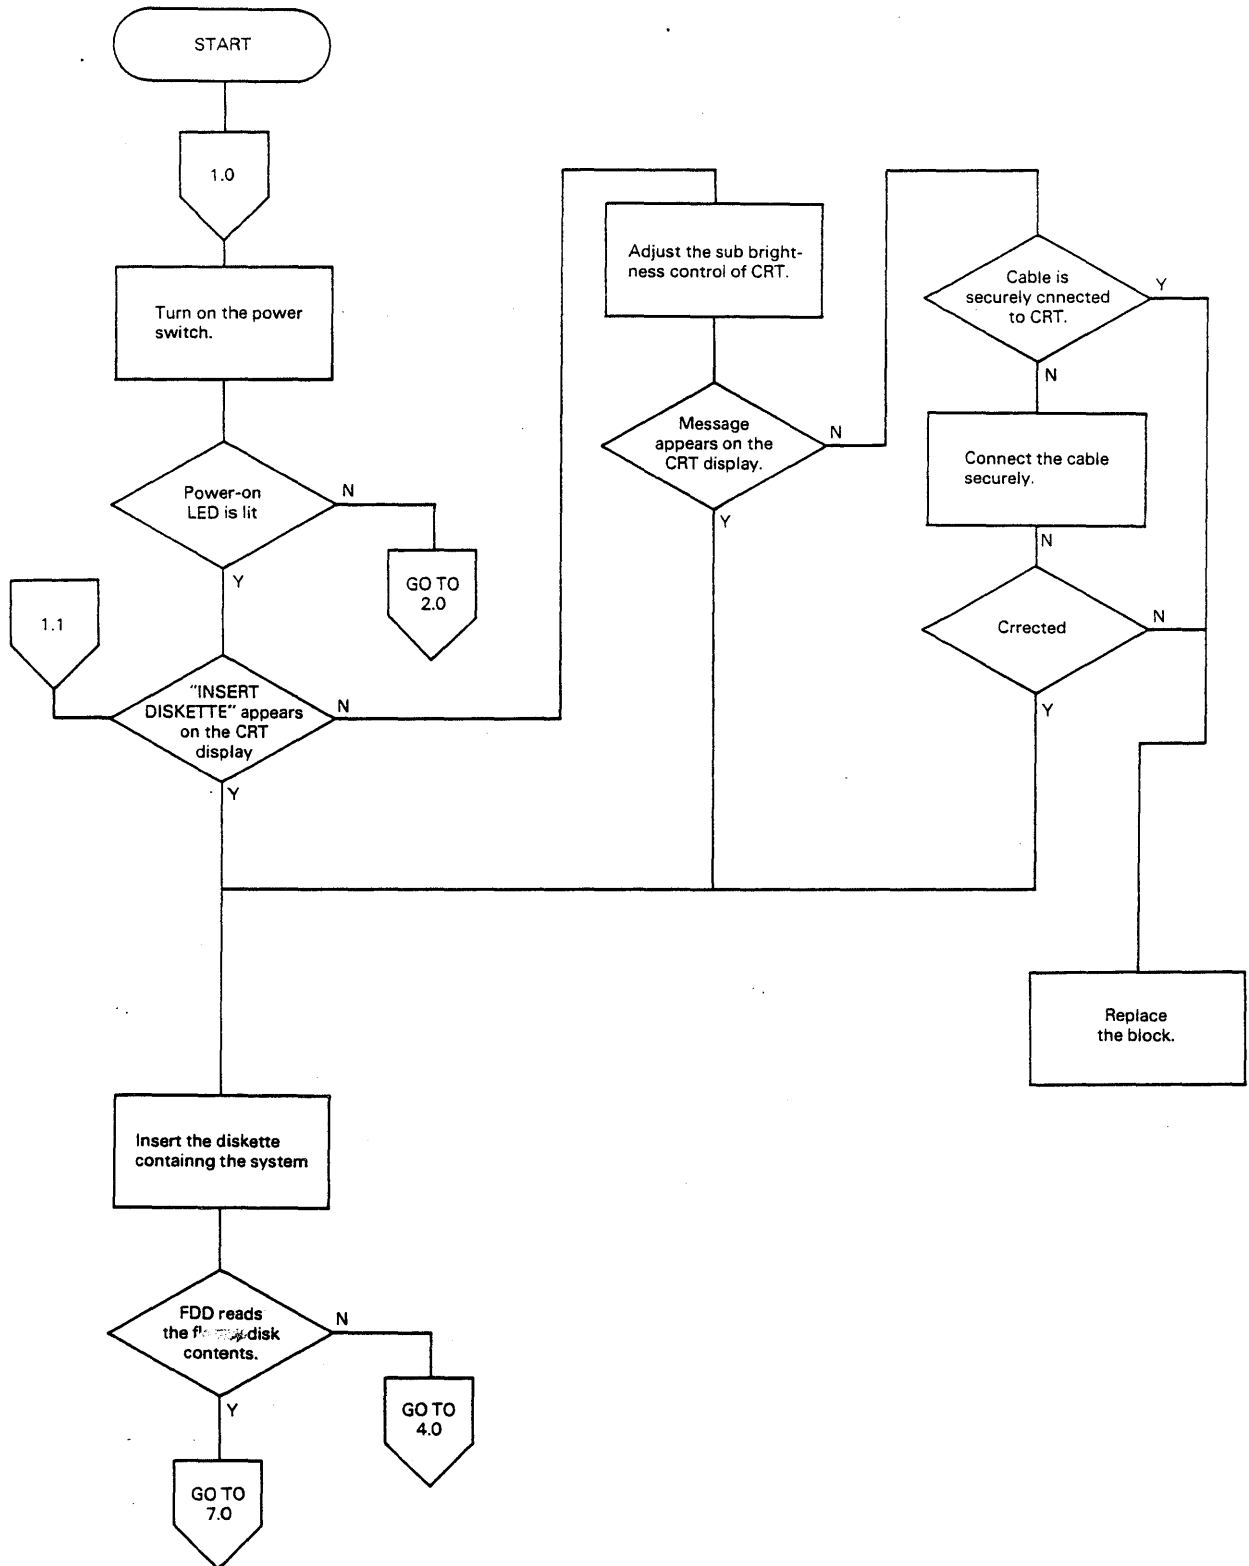 START
1.0
Turn on the power
switch.
Power-on
LED is lit
N
Y
GO TO
2.0
1.1
"INSERT
DISKETTE" appears
on the CRT
display
N
Y
Adjust the sub bright-
ness control of CRT.
Message
appears on the
CRT display.
N
Y
Cable is
securely cnnected
to CRT.
Y
N
Connect the cable
securely.
N
Crrected
N
Y
Replace
the block.
Insert the diskette
containng the system
FDD reads
the disk
contents.
N
Y
GO TO
4.0
GO TO
7.0